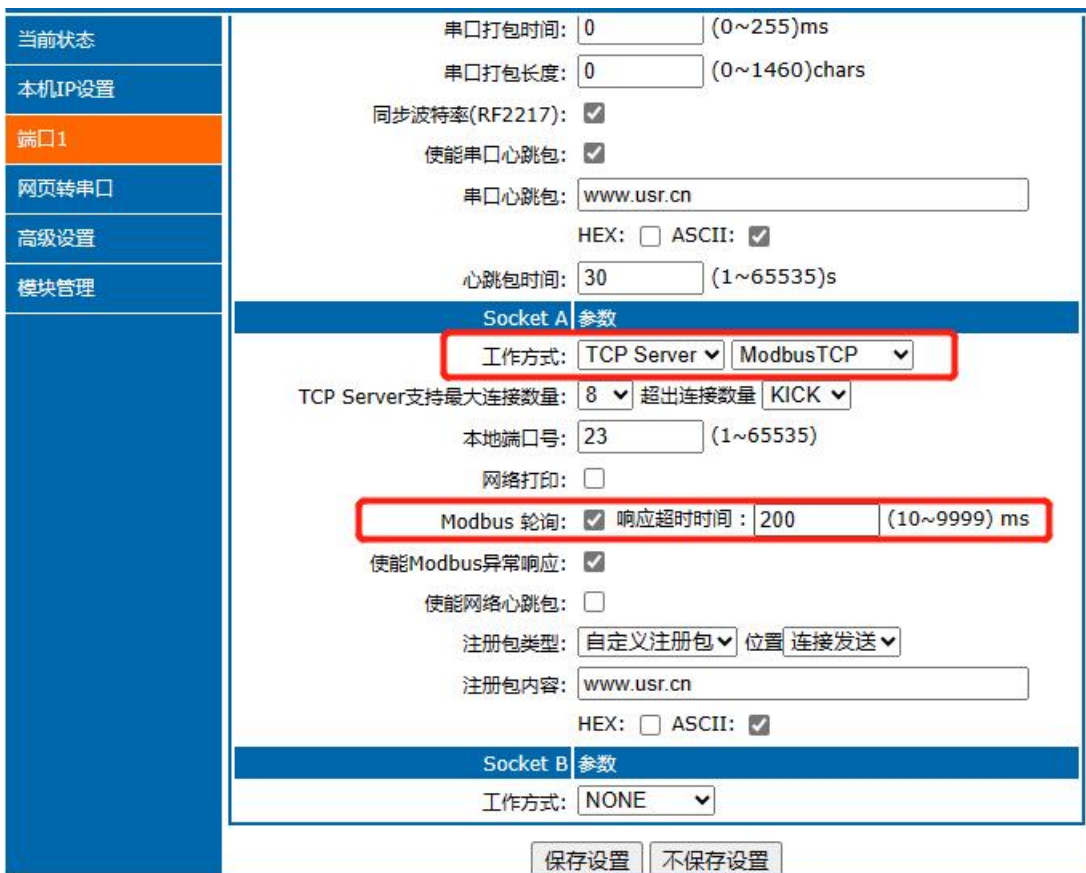 当前状态
本机IP设置
端口1
网页转串口
高级设置
模块管理
串口打包时间: 0 (0~255)ms
串口打包长度: 0 (0~1460)chars
同步波特率(RF2217):
使能串口心跳包:
串口心跳包: www.usr.cn
HEX: ASCII:
心跳包时间: 30 (1~65535)s
Socket A 参数
工作方式: TCP Server ModbusTCP
TCP Server支持最大连接数量: 8 超出连接数量 KICK
本地端口号: 23 (1~65535)
网络打印:
Modbus 轮询: 响应超时时间 : 200 (10~9999) ms
使能Modbus异常响应:
使能网络心跳包:
注册包类型: 自定义注册包 位置 连接发送
注册包内容: www.usr.cn
HEX: ASCII:
Socket B 参数
工作方式: NONE
保存设置 不保存设置